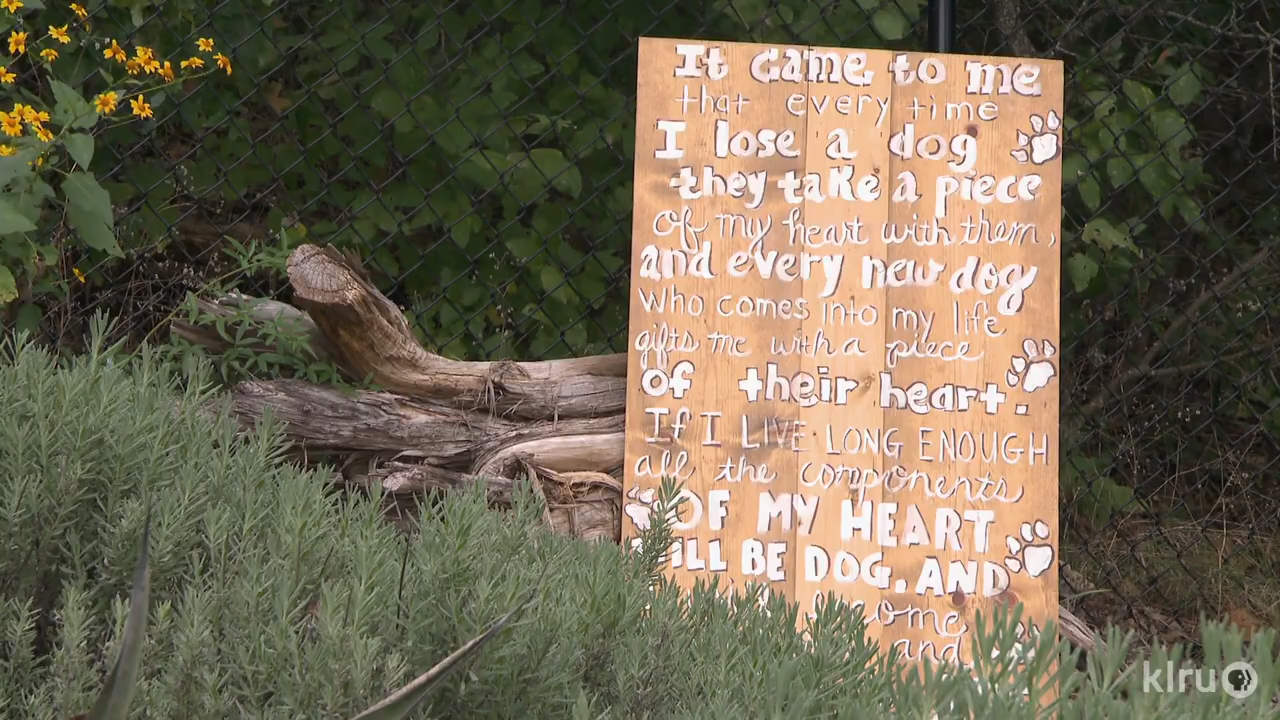 It came to me
that every time
I lose a dog
they take a piece
of my heart with them,
and every new dog
who comes into my life
gifts me with a piece
of their heart.
If I LIVE LONG ENOUGH
all the components
OF MY HEART
WILL BE DOG. AND
come
and
klru